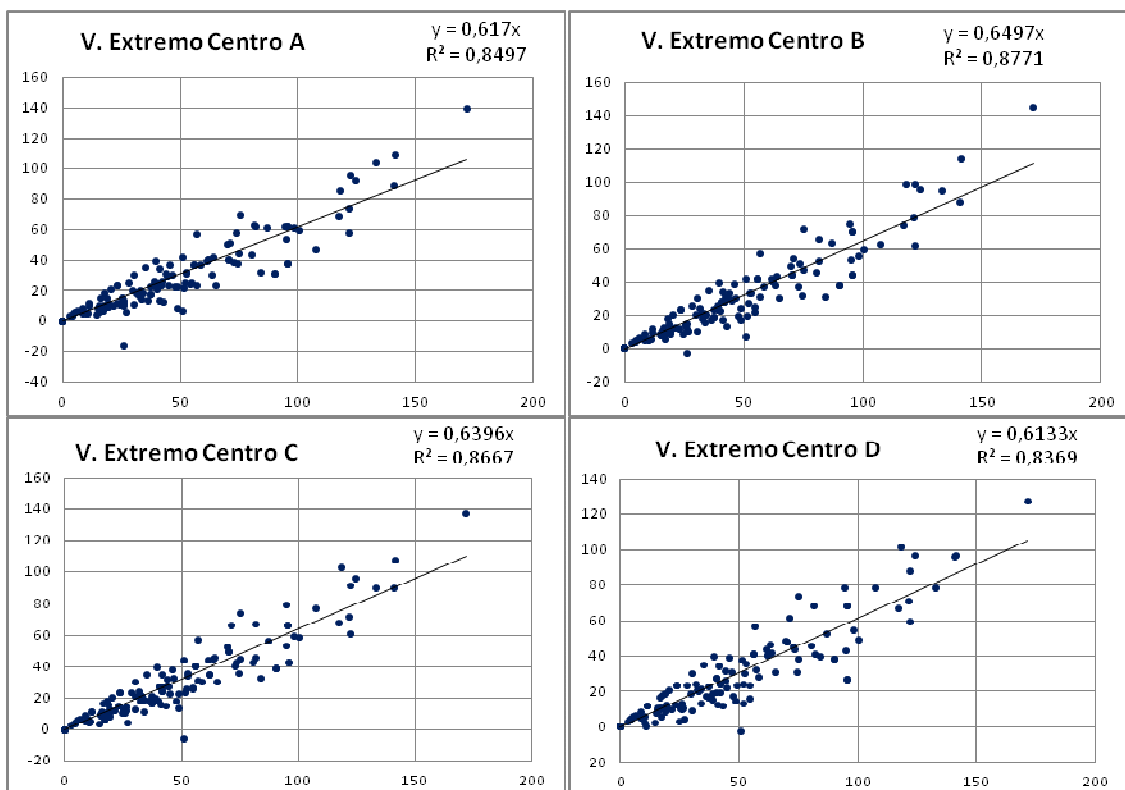 V. Extremo Centro A
y = 0,617x
R² = 0,8497
160
140
120
100
80
60
40
20
0
-20
-40
0 50 100 150 200
V. Extremo Centro B
y = 0,6497x
R² = 0,8771
160
140
120
100
80
60
40
20
0
-20
0 50 100 150 200
V. Extremo Centro C
y = 0,6396x
R² = 0,8667
160
140
120
100
80
60
40
20
0
-20
0 50 100 150 200
V. Extremo Centro D
y = 0,6133x
R² = 0,8369
140
120
100
80
60
40
20
0
20
0 50 100 150 200